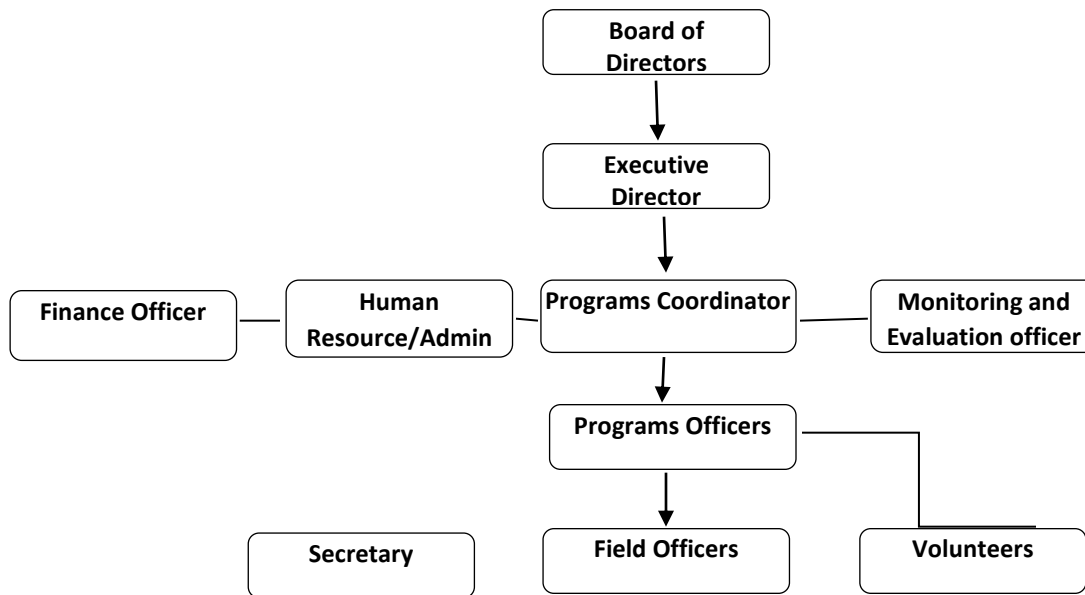 Board of
Directors
Executive
Director
Finance Officer
Human
Resource/Admin
Programs Coordinator
Monitoring and
Evaluation officer
Programs Officers
Secretary
Field Officers
Volunteers